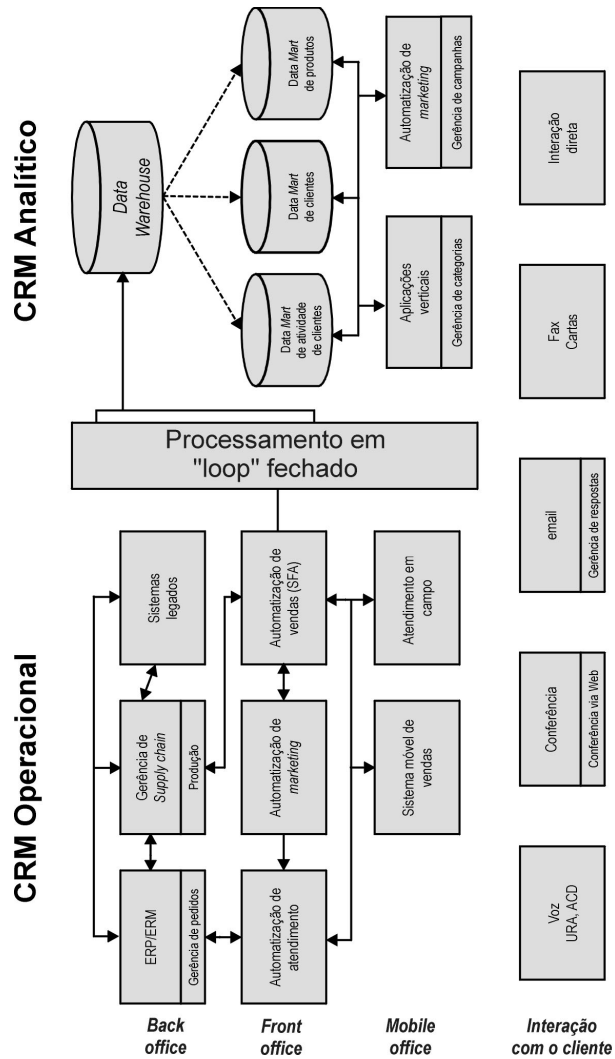 CRM Operacional
CRM Analítico
Back
office
ERP/ERM
Gerência de pedidos
Gerência de
Supply chain
Produção
Sistemas
legados
Front
office
Automatização de
atendimento
Automatização de
marketing
Automatização de
vendas (SFA)
Mobile
office
Sistema móvel de
vendas
Atendimento em
campo
Processamento em
"loop" fechado
Data
Warehouse
Data Mart
de atividade
de clientes
Data Mart
de clientes
Data Mart
de produtos
Aplicações
verticais
Gerência de categorias
Automatização de
marketing
Gerência de campanhas
Interação
com o cliente
Voz
URA, ACD
Conferência
Conferência via Web
email
Gerência de respostas
Fax
Cartas
Interação
direta